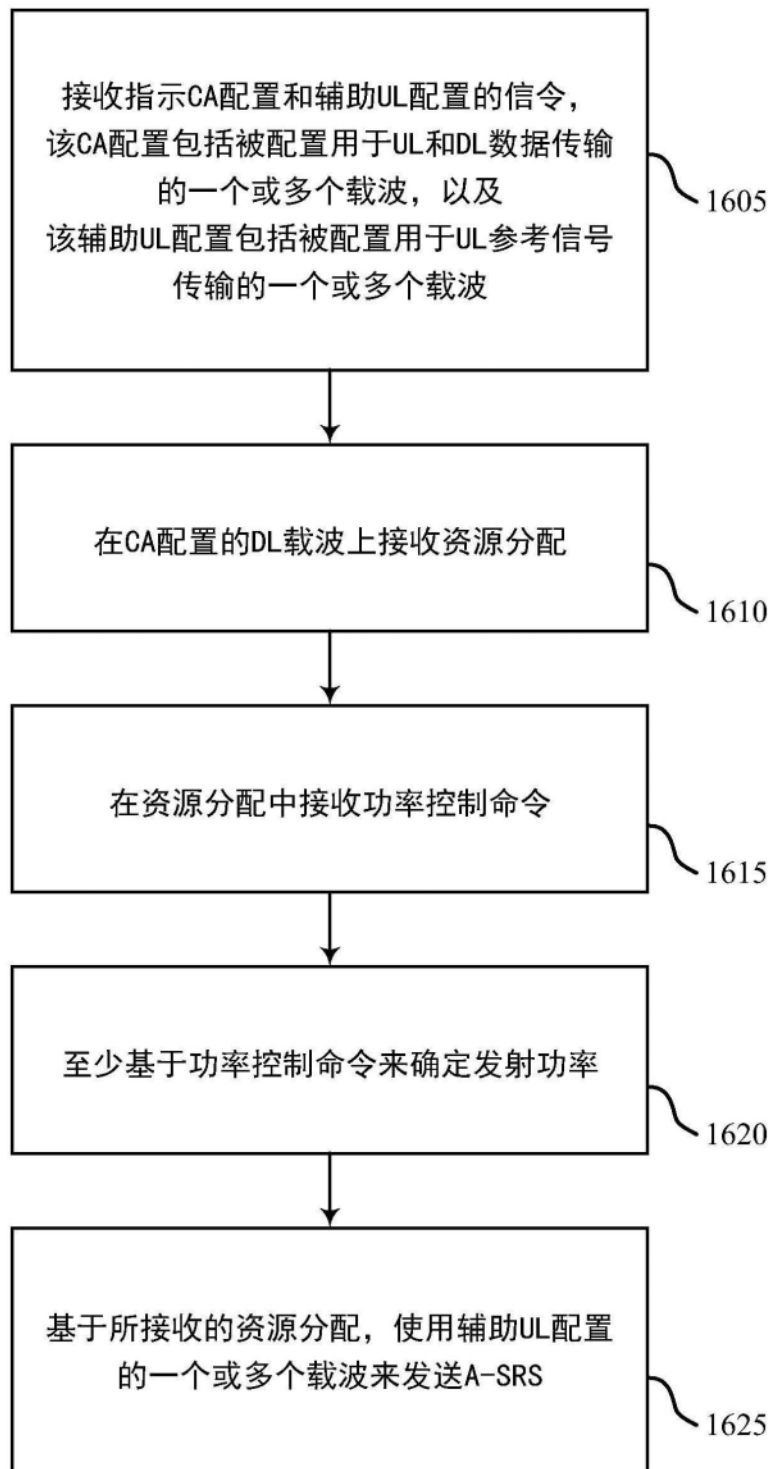 接收指示CA配置和辅助UL配置的信令，
该CA配置包括被配置用于UL和DL数据传输
的一个或多个载波，以及
该辅助UL配置包括被配置用于UL参考信号
传输的一个或多个载波
1605
在CA配置的DL载波上接收资源分配
1610
在资源分配中接收功率控制命令
1615
至少基于功率控制命令来确定发射功率
1620
基于所接收的资源分配，使用辅助UL配置
的一个或多个载波来发送A-SRS
1625